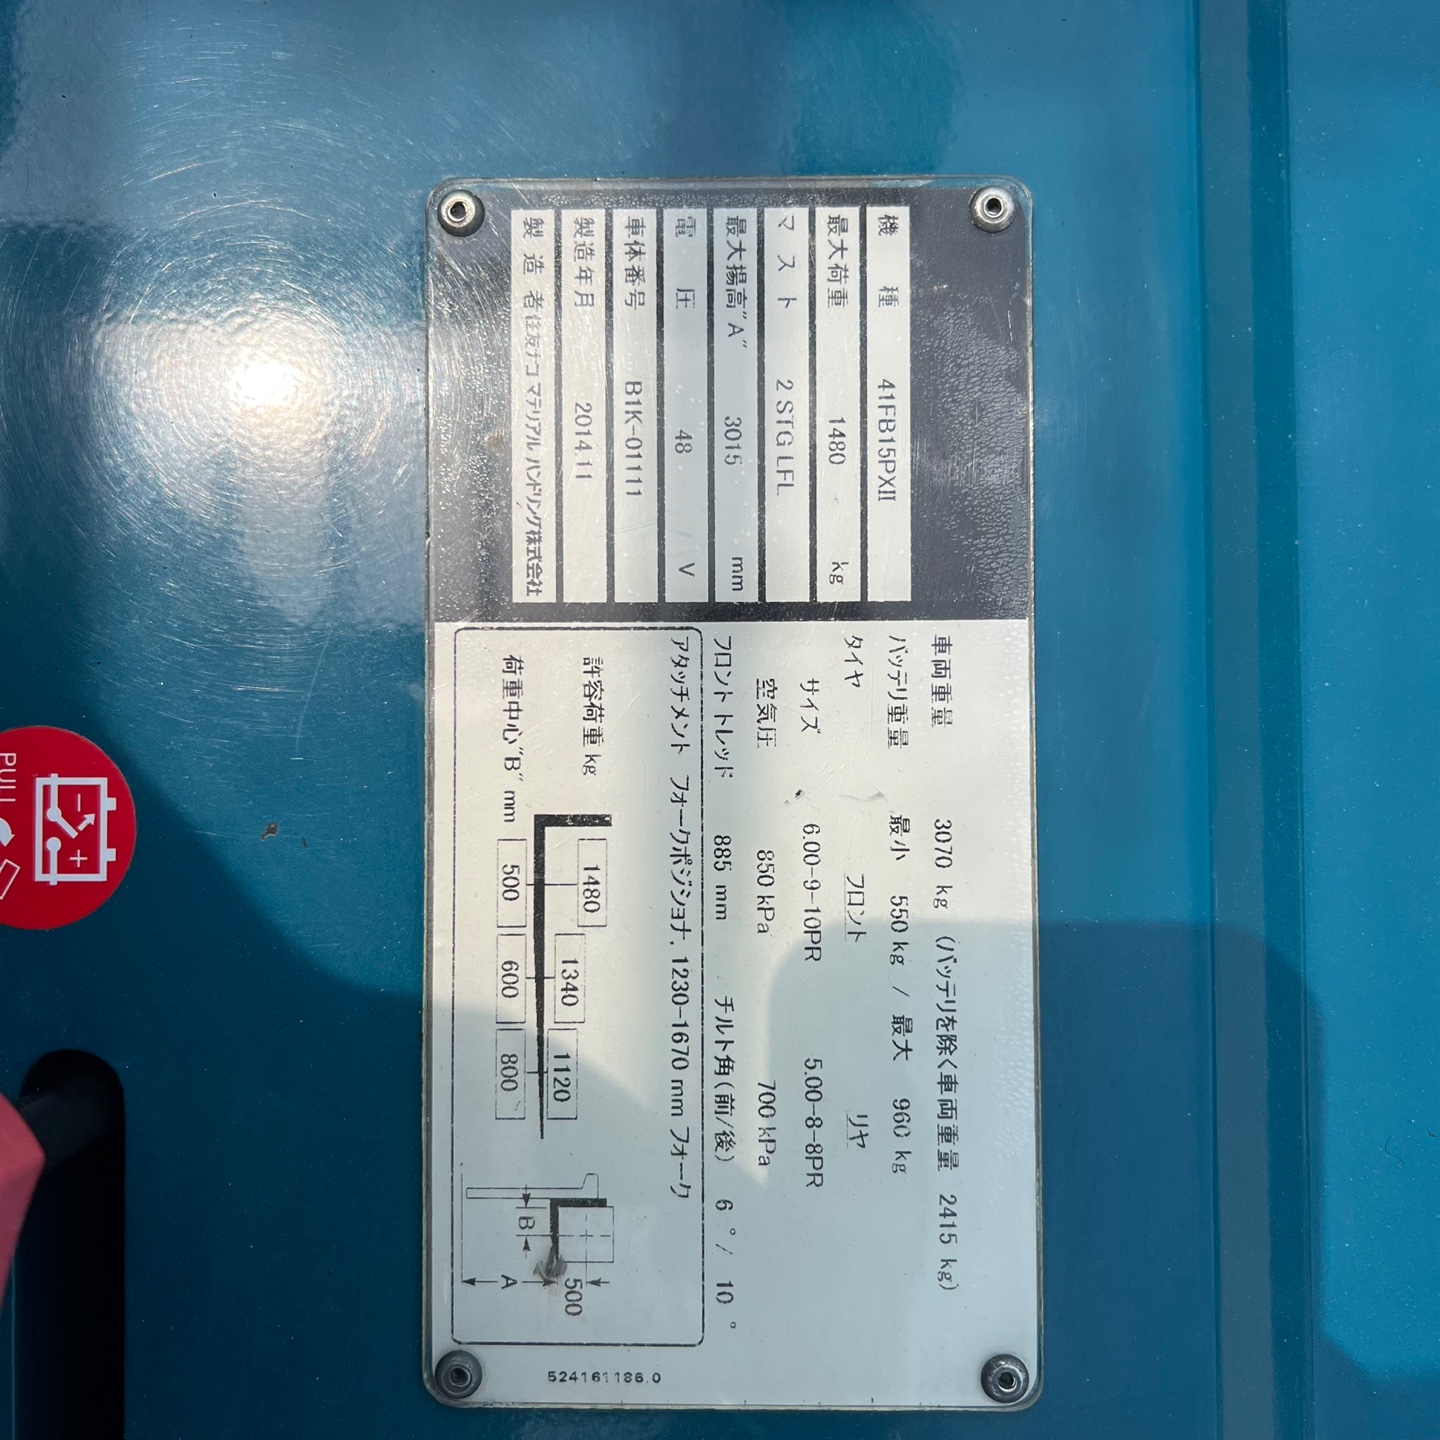 機種 41FB15PXⅡ
最大荷重 1480 kg
マスト 2STGLFL
最大揚高"A" 3015 mm
電圧 48 V
車体番号 B1K-01111
製造年月 2014.11
製造者 住友ナコ マテリアル ハンドリング株式会社
車両重量 3070 kg (バッテリを除く車両重量 2415 kg)
バッテリ重量 最小 550 kg / 最大 960 kg
タイヤ フロント リヤ
サイズ 6.00-9-10PR 5.00-8-8PR
空気圧 850 kPa 700 kPa
フロントトレッド 885 mm チルト角(前/後) 6 °/ 10 °
アタッチメント フォークポジショナ, 1230-1670 mm フォーク
許容荷重 kg 1480 1340 1120
荷重中心"B" mm 500 600 800
500
B
A
524161186.0
PULL